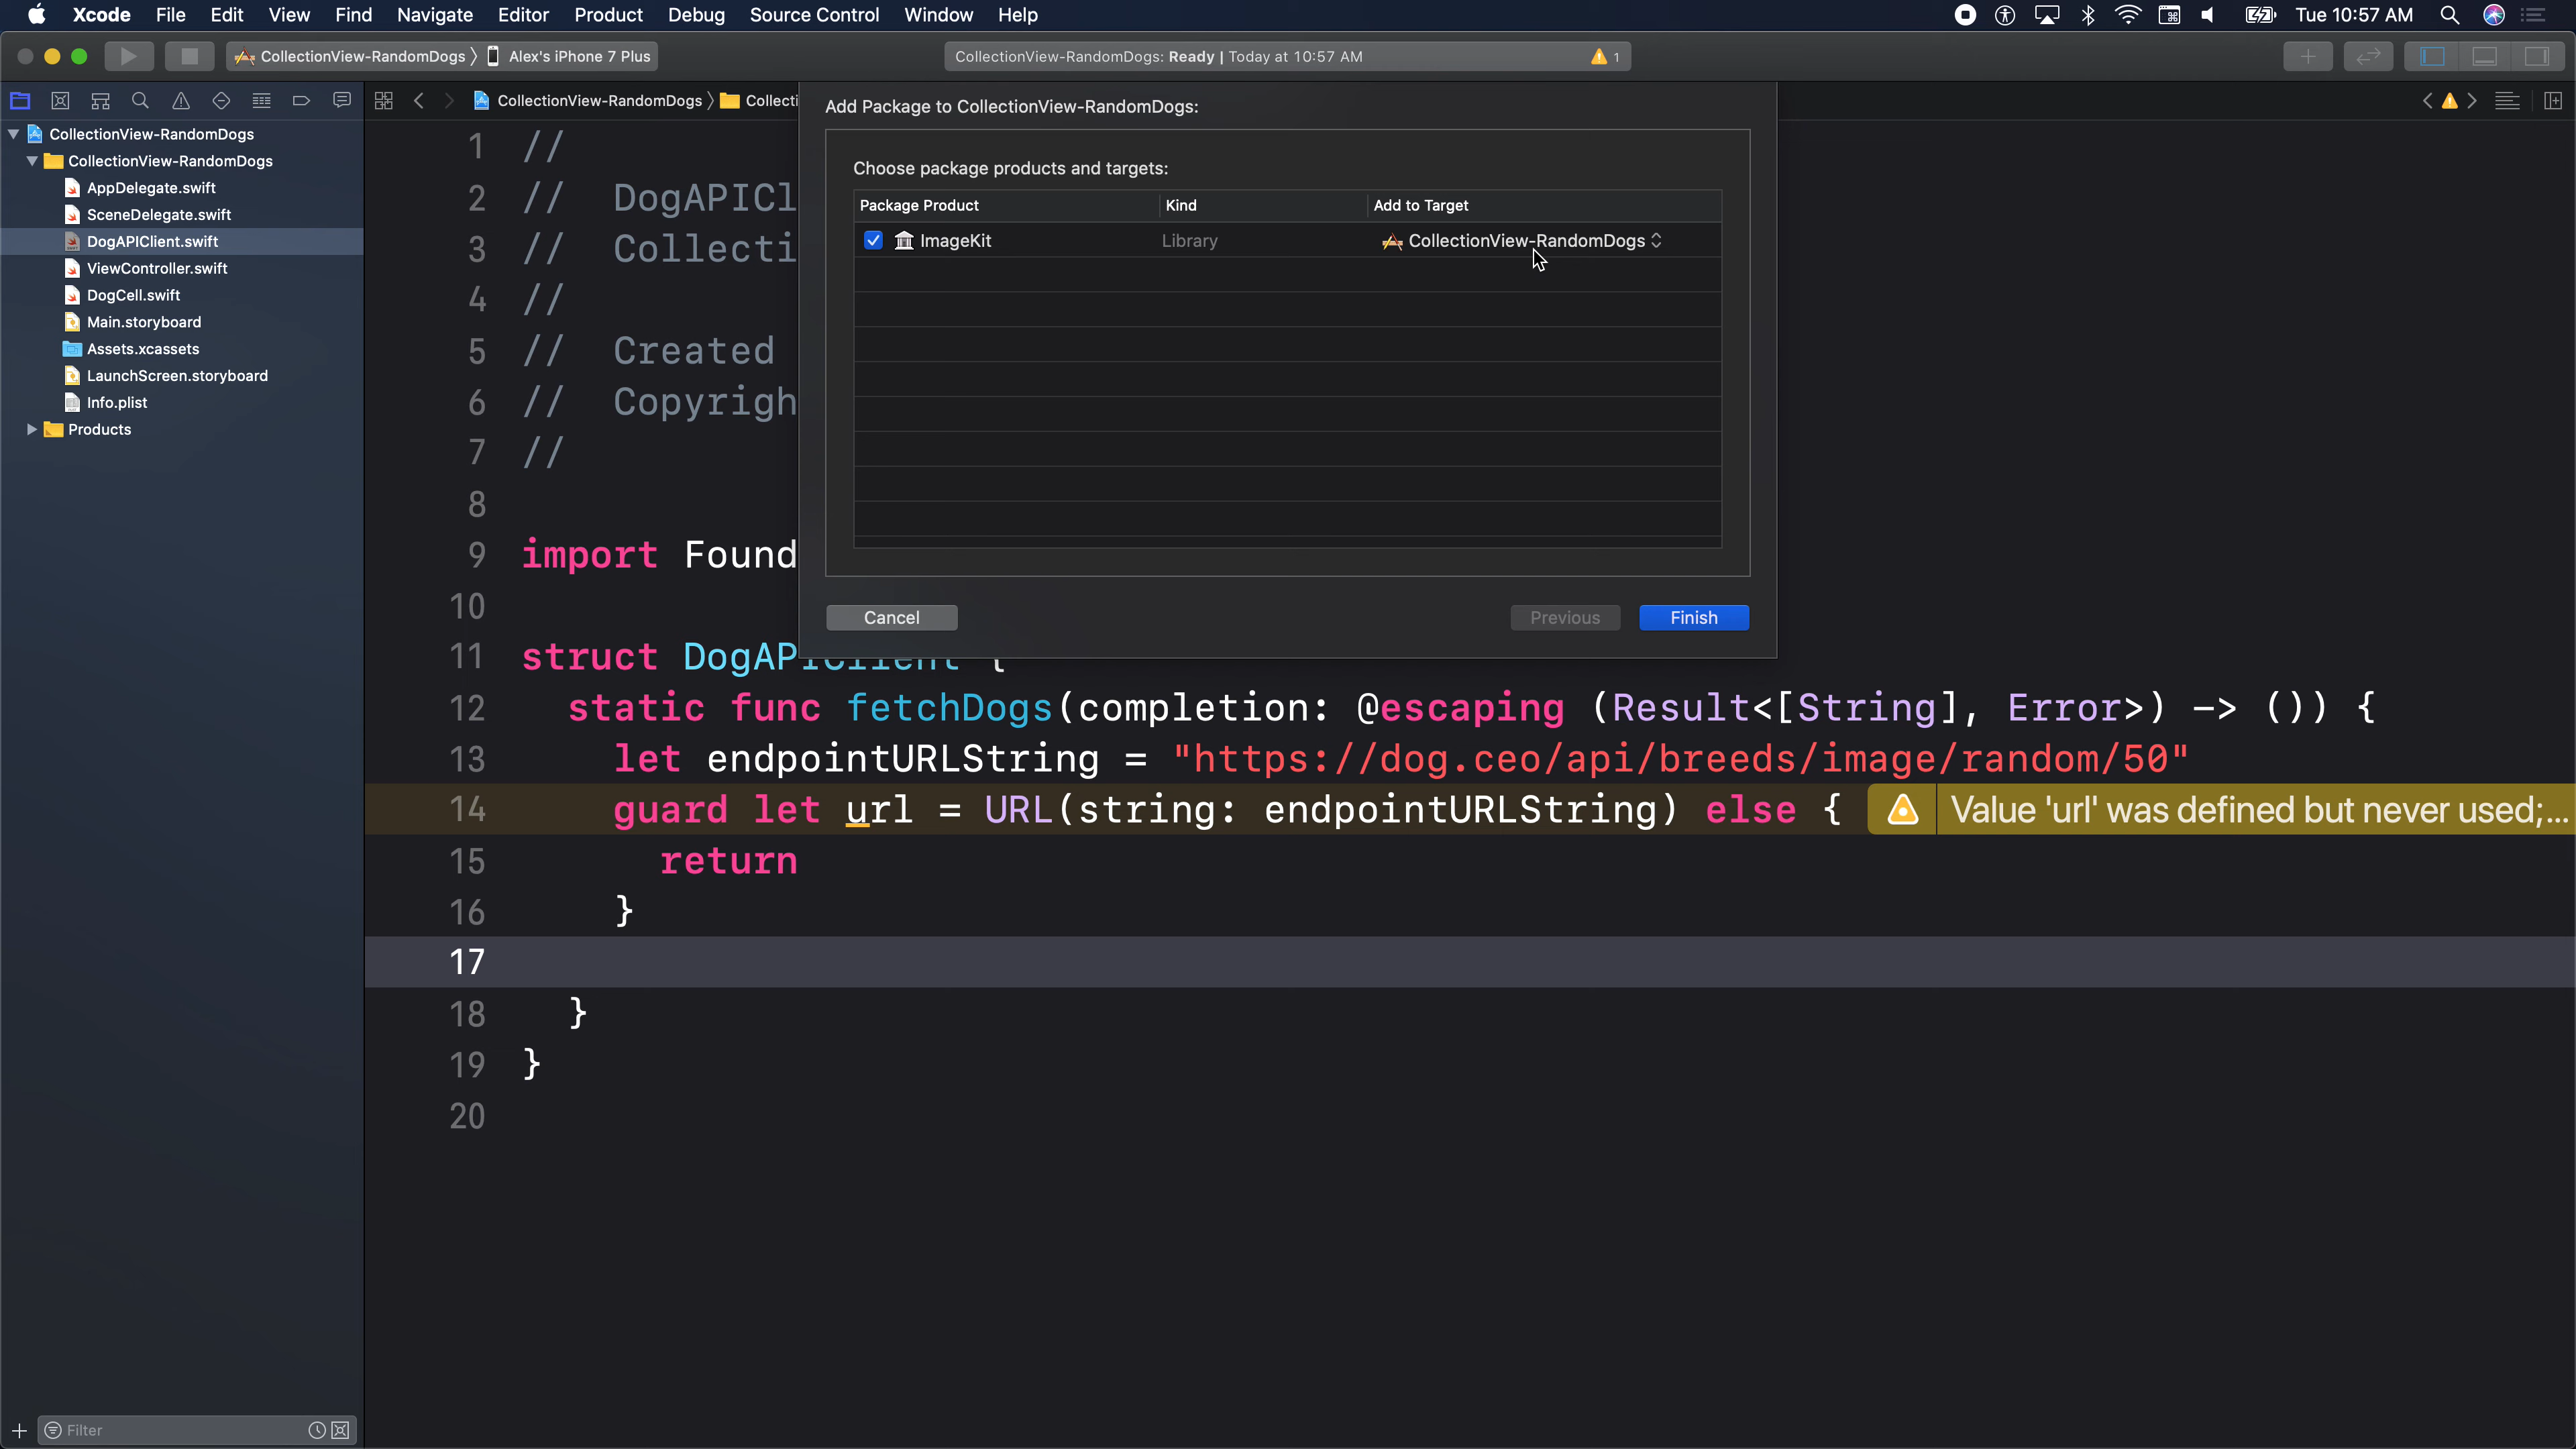 Xcode File Edit View Find Navigate Editor Product Debug Source Control Window Help Tue 10:57 AM
CollectionView-RandomDogs Alex's iPhone 7 Plus CollectionView-RandomDogs: Ready | Today at 10:57 AM 1
CollectionView-RandomDogs Collecti
CollectionView-RandomDogs
CollectionView-RandomDogs
AppDelegate.swift
SceneDelegate.swift
DogAPIClient.swift
ViewController.swift
DogCell.swift
Main.storyboard
Assets.xcassets
LaunchScreen.storyboard
Info.plist
Products
Filter
Add Package to CollectionView-RandomDogs:
Choose package products and targets:
Package Product Kind Add to Target
ImageKit Library CollectionView-RandomDogs
Cancel Previous Finish
1 //
2 // DogAPICl
3 // Collecti
4 //
5 // Created
6 // Copyrigh
7 //
8
9 import Found
10
11 struct DogAPIClient {
12 static func fetchDogs(completion: @escaping (Result<[String], Error>) -> ()) {
13 let endpointURLString = "https://dog.ceo/api/breeds/image/random/50"
14 guard let url = URL(string: endpointURLString) else { Value 'url' was defined but never used;...
15 return
16 }
17
18 }
19 }
20